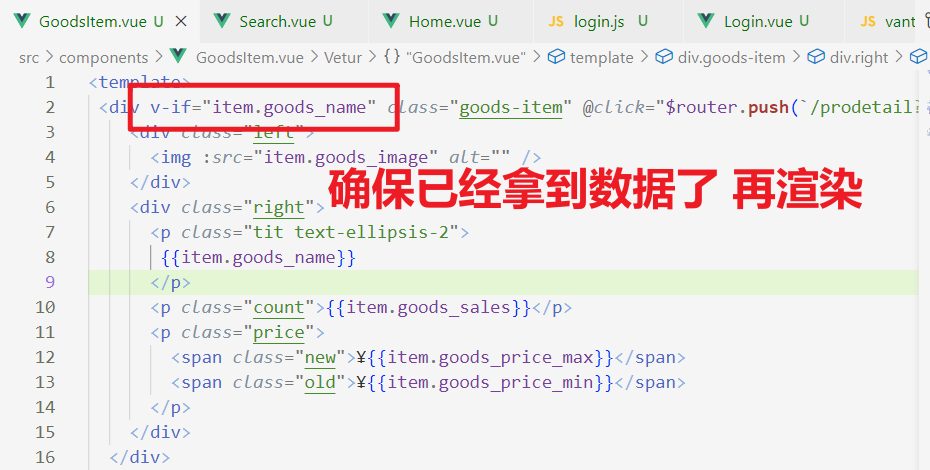 GoodsItem.vue U
Search.vue U
Home.vue U
JS login.js U
Login.vue U
JS vant
src > components > GoodsItem.vue > Vetur > {} "GoodsItem.vue" > template > div.goods-item > div.right >
1 <template>
2 <div v-if="item.goods_name" class="goods-item" @click="$router.push(`/prodetail?
3 <div class="left">
4 <img :src="item.goods_image" alt="" />
5 </div>
确保已经拿到数据了 再渲染
6 <div class="right">
7 <p class="tit text-ellipsis-2">
8 {{item.goods_name}}
9 </p>
10 <p class="count">{{item.goods_sales}}</p>
11 <p class="price">
12 <span class="new">¥{{item.goods_price_max}}</span>
13 <span class="old">¥{{item.goods_price_min}}</span>
14 </p>
15 </div>
16 </div>